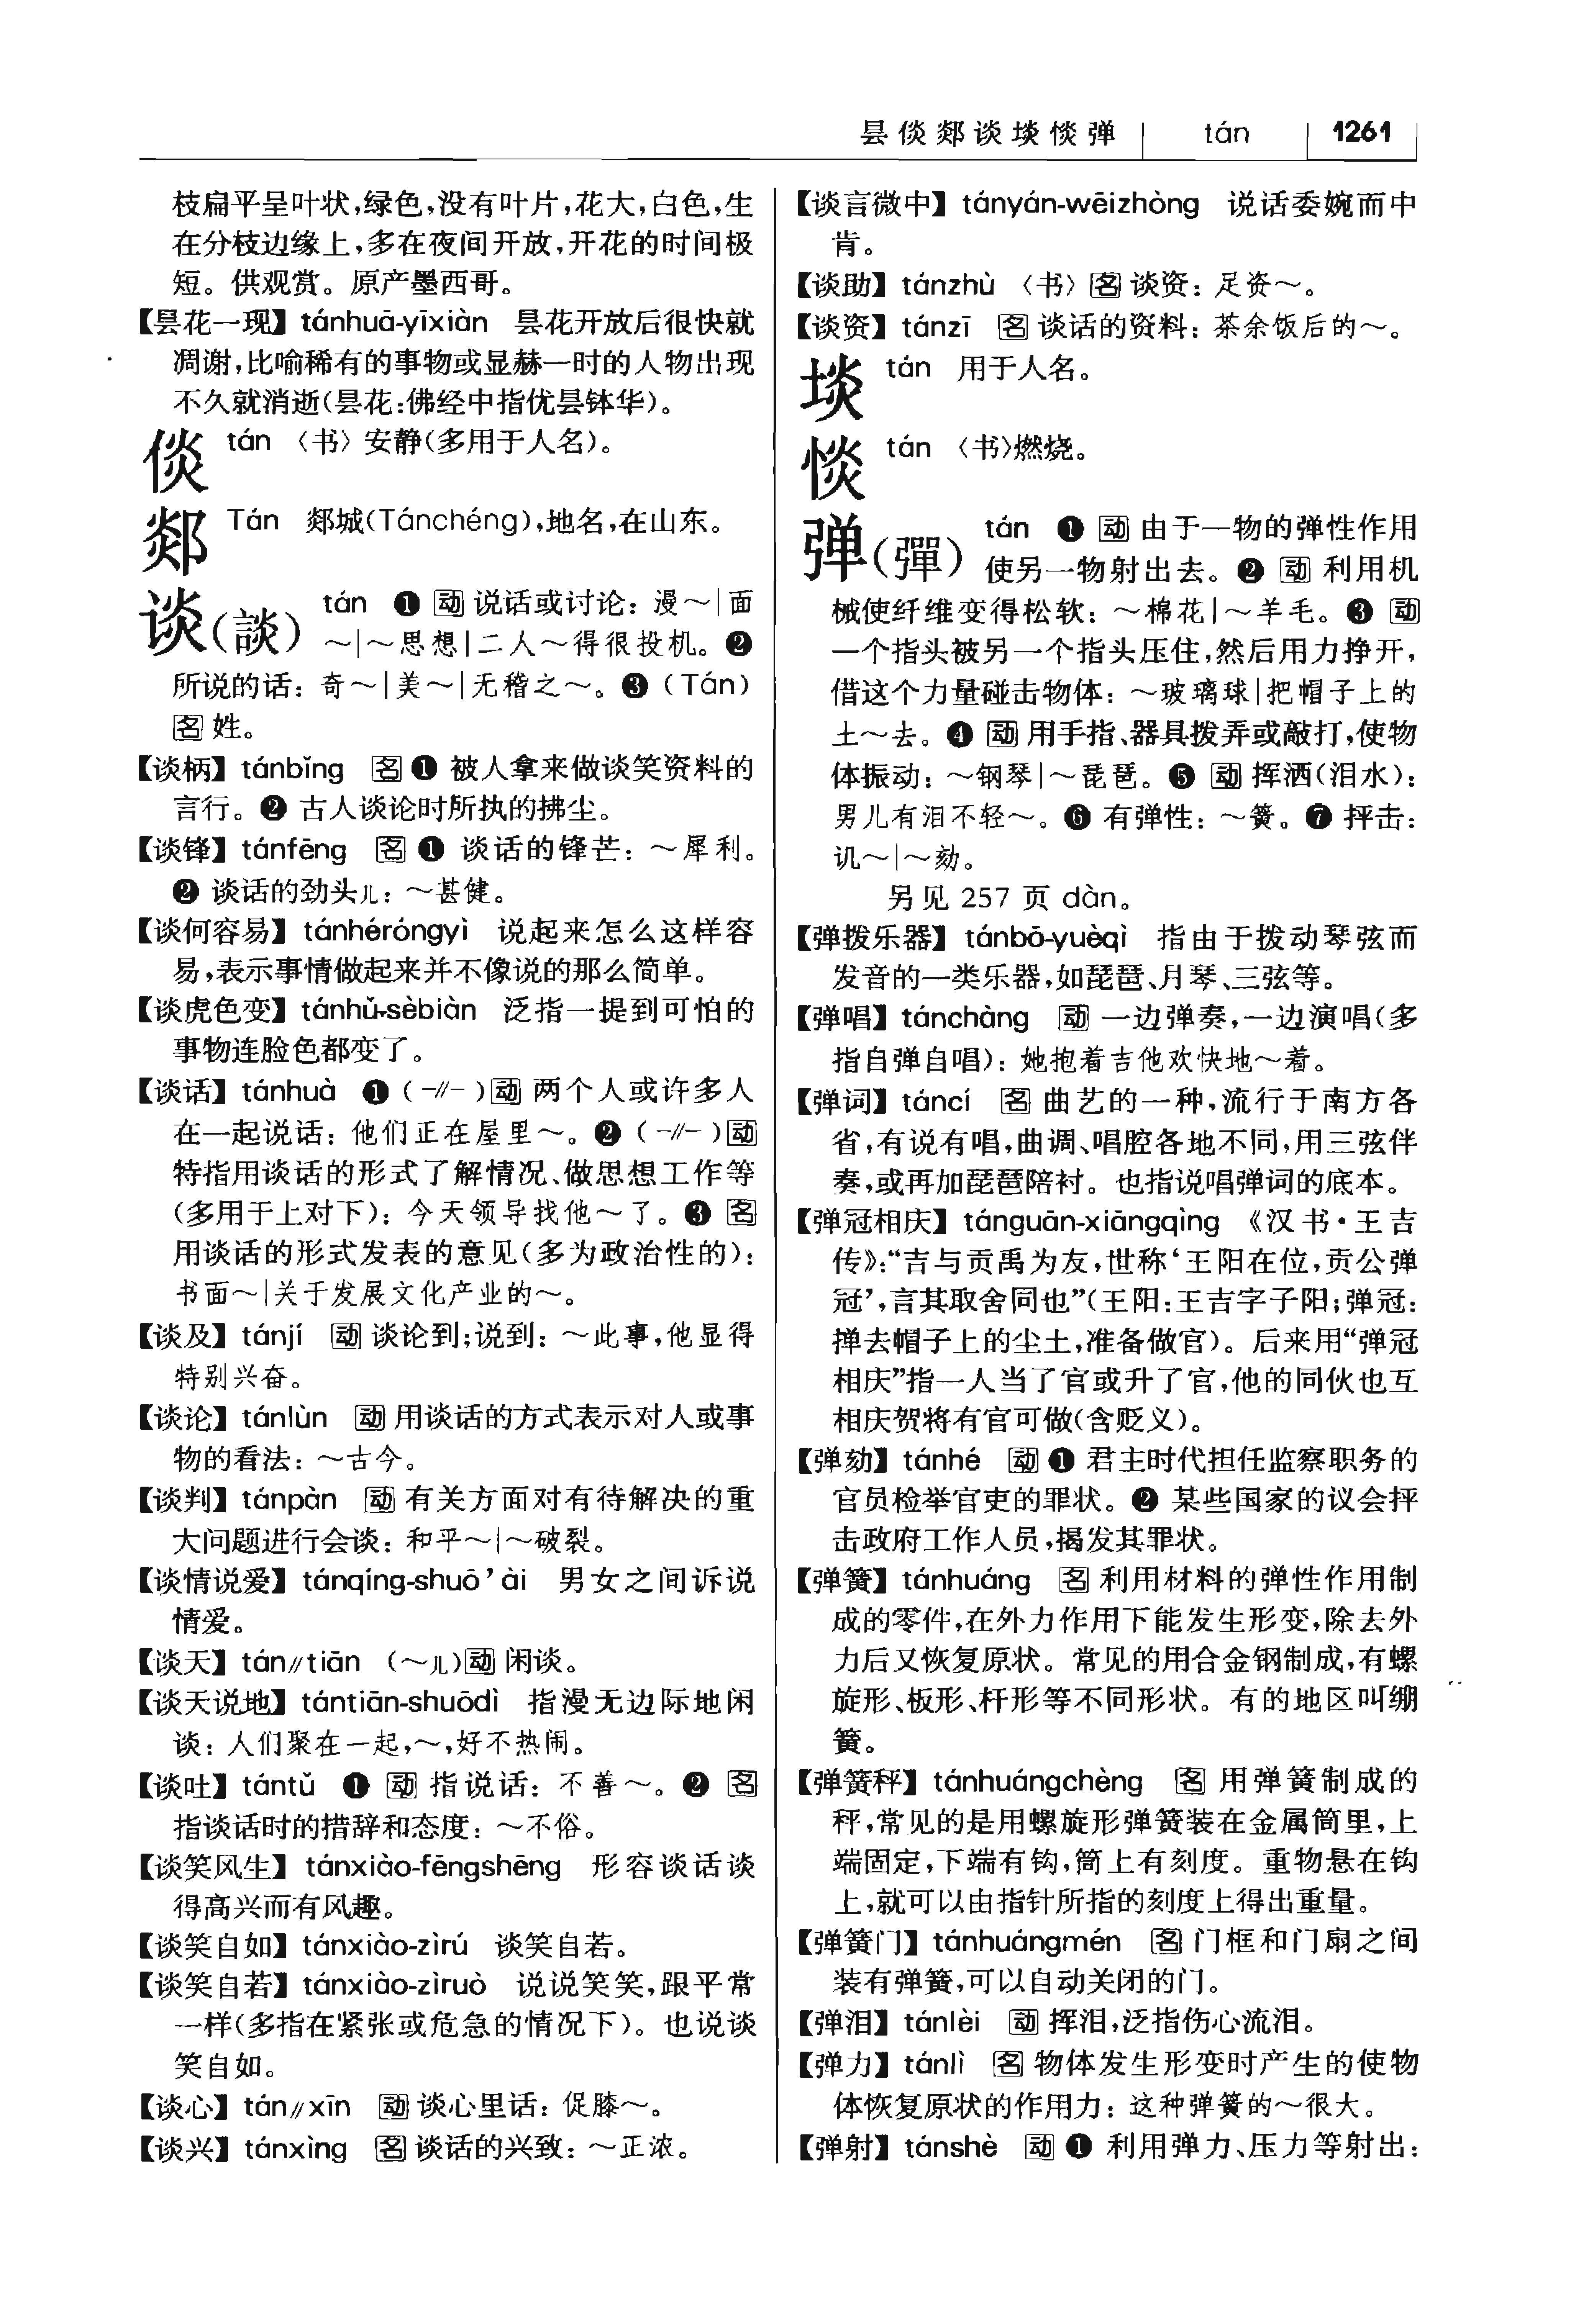 昙倓郯谈埮惔弹 tán 1261
枝扁平呈叶状,绿色,没有叶片,花大,白色,生
在分枝边缘上,多在夜间开放,开花的时间极
短。供观赏。原产墨西哥。
【昙花一现】tánhuā-yīxiàn 昙花开放后很快就
凋谢,比喻稀有的事物或显赫一时的人物出现
不久就消逝(昙花:佛经中指优昙钵华)。
倓 tán 〈书〉安静(多用于人名)。
郯 Tán 郯城(Tánchéng),地名,在山东。
谈(談) tán ❶ 动 说话或讨论:漫~|面
~|~思想|二人~得很投机。❷
所说的话:奇~|美~|无稽之~。❸(Tán)
名 姓。
【谈柄】tánbǐng 名 ❶ 被人拿来做谈笑资料的
言行。❷ 古人谈论时所执的拂尘。
【谈锋】tánfēng 名 ❶ 谈话的锋芒:~犀利。
❷ 谈话的劲头儿:~甚健。
【谈何容易】tánhéróngyì 说起来怎么这样容
易,表示事情做起来并不像说的那么简单。
【谈虎色变】tánhǔ-sèbiàn 泛指一提到可怕的
事物连脸色都变了。
【谈话】tánhuà ❶(-//-)动 两个人或许多人
在一起说话:他们正在屋里~。❷(-//-)动
特指用谈话的形式了解情况、做思想工作等
(多用于上对下):今天领导找他~了。❸ 名
用谈话的形式发表的意见(多为政治性的):
书面~|关于发展文化产业的~。
【谈及】tánjí 动 谈论到;说到:~此事,他显得
特别兴奋。
【谈论】tánlùn 动 用谈话的方式表示对人或事
物的看法:~古今。
【谈判】tánpàn 动 有关方面对有待解决的重
大问题进行会谈:和平~|~破裂。
【谈情说爱】tánqíng-shuō’ài 男女之间诉说
情爱。
【谈天】tán//tiān (~儿)动 闲谈。
【谈天说地】tántiān-shuōdì 指漫无边际地闲
谈:人们聚在一起,~,好不热闹。
【谈吐】tántǔ ❶ 动 指说话:不善~。❷ 名
指谈话时的措辞和态度:~不俗。
【谈笑风生】tánxiào-fēngshēng 形容谈话谈
得高兴而有风趣。
【谈笑自如】tánxiào-zìrú 谈笑自若。
【谈笑自若】tánxiào-zìruò 说说笑笑,跟平常
一样(多指在紧张或危急的情况下)。也说谈
笑自如。
【谈心】tán//xīn 动 谈心里话:促膝~。
【谈兴】tánxìng 名 谈话的兴致:~正浓。
【谈言微中】tányán-wēizhòng 说话委婉而中
肯。
【谈助】tánzhù 〈书〉名 谈资:足资~。
【谈资】tánzī 名 谈话的资料:茶余饭后的~。
埮 tán 用于人名。
惔 tán 〈书〉燃烧。
弹(彈) tán ❶ 动 由于一物的弹性作用
使另一物射出去。❷ 动 利用机
械使纤维变得松软:~棉花|~羊毛。❸ 动
一个指头被另一个指头压住,然后用力挣开,
借这个力量碰击物体:~玻璃球|把帽子上的
土~去。❹ 动 用手指、器具拨弄或敲打,使物
体振动:~钢琴|~琵琶。❺ 动 挥洒(泪水):
男儿有泪不轻~。❻ 有弹性:~簧。❼ 抨击:
讥~|~劾。
另见 257 页 dàn。
【弹拨乐器】tánbō-yuèqì 指由于拨动琴弦而
发音的一类乐器,如琵琶、月琴、三弦等。
【弹唱】tánchàng 动 一边弹奏,一边演唱(多
指自弹自唱):她抱着吉他欢快地~着。
【弹词】táncí 名 曲艺的一种,流行于南方各
省,有说有唱,曲调、唱腔各地不同,用三弦伴
奏,或再加琵琶陪衬。也指说唱弹词的底本。
【弹冠相庆】tánguān-xiāngqìng 《汉书·王吉
传》:“吉与贡禹为友,世称‘王阳在位,贡公弹
冠’,言其取舍同也”(王阳:王吉字子阳;弹冠:
掸去帽子上的尘土,准备做官)。后来用“弹冠
相庆”指一人当了官或升了官,他的同伙也互
相庆贺将有官可做(含贬义)。
【弹劾】tánhé 动 ❶ 君主时代担任监察职务的
官员检举官吏的罪状。❷ 某些国家的议会抨
击政府工作人员,揭发其罪状。
【弹簧】tánhuáng 名 利用材料的弹性作用制
成的零件,在外力作用下能发生形变,除去外
力后又恢复原状。常见的用合金钢制成,有螺
旋形、板形、杆形等不同形状。有的地区叫绷
簧。
【弹簧秤】tánhuángchèng 名 用弹簧制成的
秤,常见的是用螺旋形弹簧装在金属筒里,上
端固定,下端有钩,筒上有刻度。重物悬在钩
上,就可以由指针所指的刻度上得出重量。
【弹簧门】tánhuángmén 名 门框和门扇之间
装有弹簧,可以自动关闭的门。
【弹泪】tánlèi 动 挥泪,泛指伤心流泪。
【弹力】tánlì 名 物体发生形变时产生的使物
体恢复原状的作用力:这种弹簧的~很大。
【弹射】tánshè 动 ❶ 利用弹力、压力等射出: